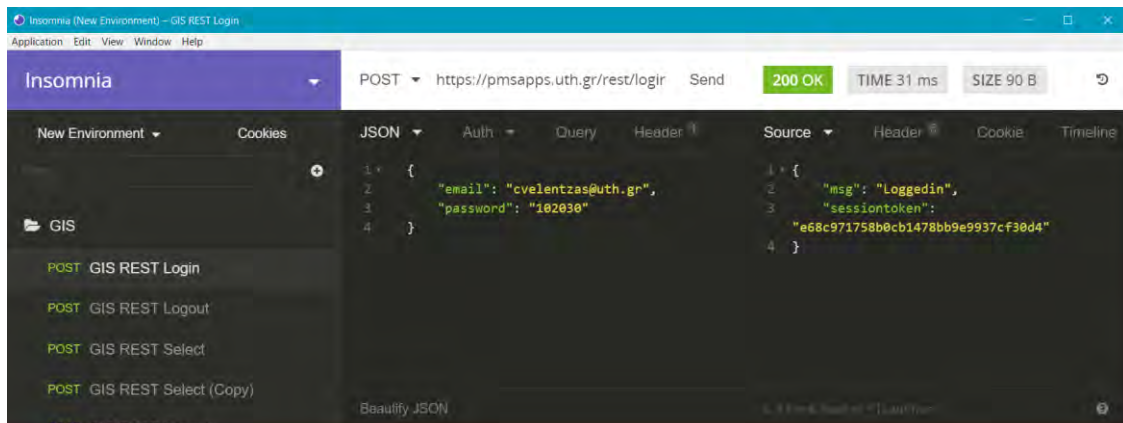 Insomnia (New Environment) – GIS REST Login
Application Edit View Window Help
Insomnia
POST https://pmsapps.uth.gr/rest/login Send
200 OK TIME 31 ms SIZE 90 B
New Environment Cookies
JSON Auth Query Header 1
Source Header 6 Cookie Timeline
1 {
2 "email": "cvelentzas@uth.gr",
3 "password": "102030"
4 }
1 {
2 "msg": "Loggedin",
3 "sessiontoken":
"e68c971758b0cb1478bb9e9937cf30d4"
4 }
GIS
POST GIS REST Login
POST GIS REST Logout
POST GIS REST Select
POST GIS REST Select (Copy)
Beautify JSON